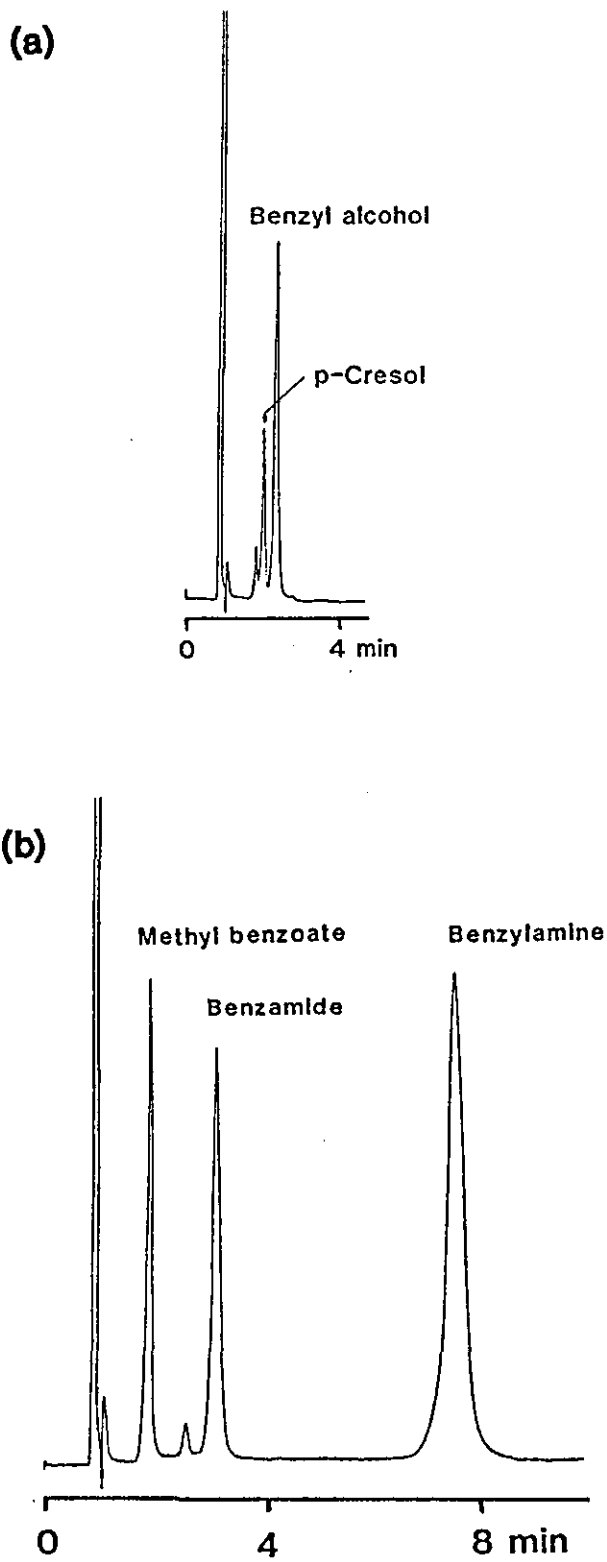 (a)
Benzyl alcohol
p-Cresol
0 4 min
(b)
Methyl benzoate
Benzylamine
Benzamide
0 4 8 min